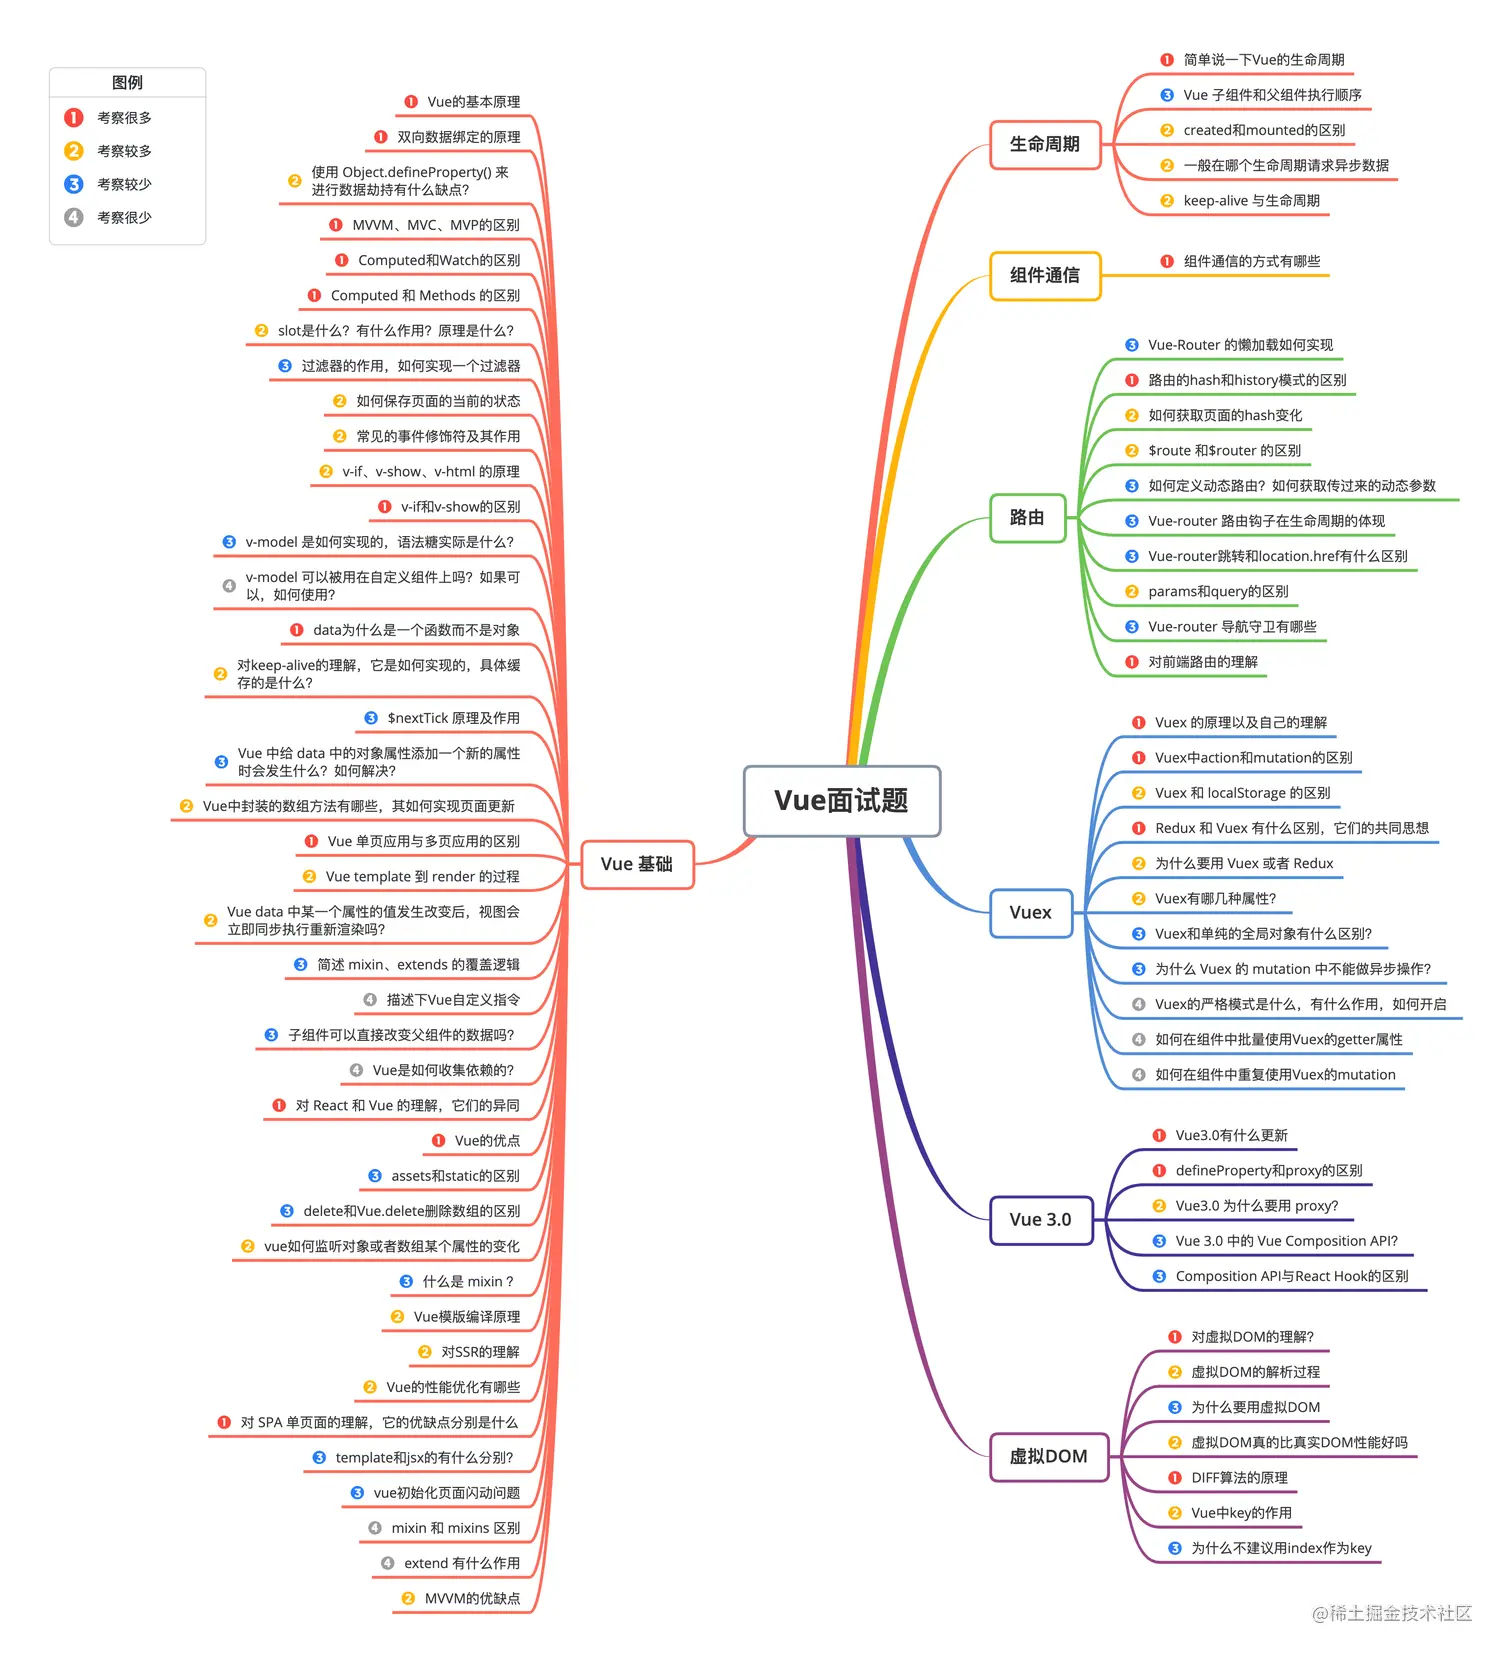 图例
1 考察很多
2 考察较多
3 考察较少
4 考察很少
Vue面试题
Vue 基础
1 Vue的基本原理
1 双向数据绑定的原理
2 使用 Object.defineProperty() 来
进行数据劫持有什么缺点？
1 MVVM、MVC、MVP的区别
1 Computed和Watch的区别
1 Computed 和 Methods 的区别
2 slot是什么？有什么作用？原理是什么？
3 过滤器的作用，如何实现一个过滤器
2 如何保存页面的当前的状态
2 常见的事件修饰符及其作用
2 v-if、v-show、v-html 的原理
1 v-if和v-show的区别
3 v-model 是如何实现的，语法糖实际是什么？
4 v-model 可以被用在自定义组件上吗？如果可
以，如何使用？
1 data为什么是一个函数而不是对象
2 对keep-alive的理解，它是如何实现的，具体缓
存的是什么？
3 $nextTick 原理及作用
3 Vue 中给 data 中的对象属性添加一个新的属性
时会发生什么？如何解决？
2 Vue中封装的数组方法有哪些，其如何实现页面更新
1 Vue 单页应用与多页应用的区别
2 Vue template 到 render 的过程
2 Vue data 中某一个属性的值发生改变后，视图会
立即同步执行重新渲染吗？
3 简述 mixin、extends 的覆盖逻辑
4 描述下Vue自定义指令
3 子组件可以直接改变父组件的数据吗？
4 Vue是如何收集依赖的？
1 对 React 和 Vue 的理解，它们的异同
1 Vue的优点
3 assets和static的区别
3 delete和Vue.delete删除数组的区别
2 vue如何监听对象或者数组某个属性的变化
3 什么是 mixin ？
2 Vue模版编译原理
2 对SSR的理解
2 Vue的性能优化有哪些
1 对 SPA 单页面的理解，它的优缺点分别是什么
3 template和jsx的有什么分别？
3 vue初始化页面闪动问题
4 mixin 和 mixins 区别
4 extend 有什么作用
2 MVVM的优缺点
生命周期
1 简单说一下Vue的生命周期
3 Vue 子组件和父组件执行顺序
2 created和mounted的区别
2 一般在哪个生命周期请求异步数据
2 keep-alive 与生命周期
组件通信
1 组件通信的方式有哪些
路由
3 Vue-Router 的懒加载如何实现
1 路由的hash和history模式的区别
2 如何获取页面的hash变化
2 $route 和$router 的区别
3 如何定义动态路由？如何获取传过来的动态参数
3 Vue-router 路由钩子在生命周期的体现
3 Vue-router跳转和location.href有什么区别
2 params和query的区别
3 Vue-router 导航守卫有哪些
1 对前端路由的理解
Vuex
1 Vuex 的原理以及自己的理解
1 Vuex中action和mutation的区别
2 Vuex 和 localStorage 的区别
1 Redux 和 Vuex 有什么区别，它们的共同思想
2 为什么要用 Vuex 或者 Redux
2 Vuex有哪几种属性？
3 Vuex和单纯的全局对象有什么区别？
3 为什么 Vuex 的 mutation 中不能做异步操作？
4 Vuex的严格模式是什么，有什么作用，如何开启
4 如何在组件中批量使用Vuex的getter属性
4 如何在组件中重复使用Vuex的mutation
Vue 3.0
1 Vue3.0有什么更新
1 defineProperty和proxy的区别
2 Vue3.0 为什么要用 proxy？
3 Vue 3.0 中的 Vue Composition API？
3 Composition API与React Hook的区别
虚拟DOM
1 对虚拟DOM的理解？
2 虚拟DOM的解析过程
3 为什么要用虚拟DOM
2 虚拟DOM真的比真实DOM性能好吗
1 DIFF算法的原理
2 Vue中key的作用
3 为什么不建议用index作为key
@稀土掘金技术社区